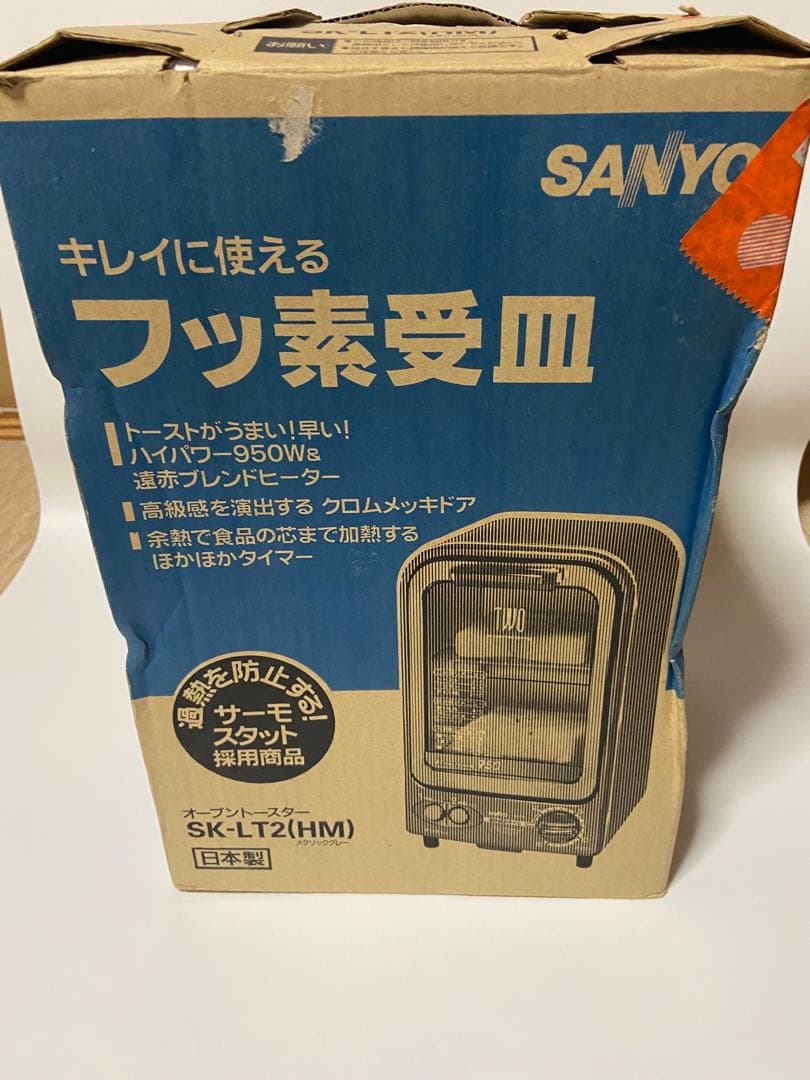 お願い
SANYO
キレイに使える
フッ素受皿
トーストがうまい!早い!
ハイパワー950W&
遠赤ブレンドヒーター
高級感を演出する クロムメッキドア
余熱で食品の芯まで加熱する
ほかほかタイマー
TWO
950
過熱を防止する!
サーモ
スタット
採用商品
オーブントースター
SK-LT2(HM)
メタリックグレー
日本製